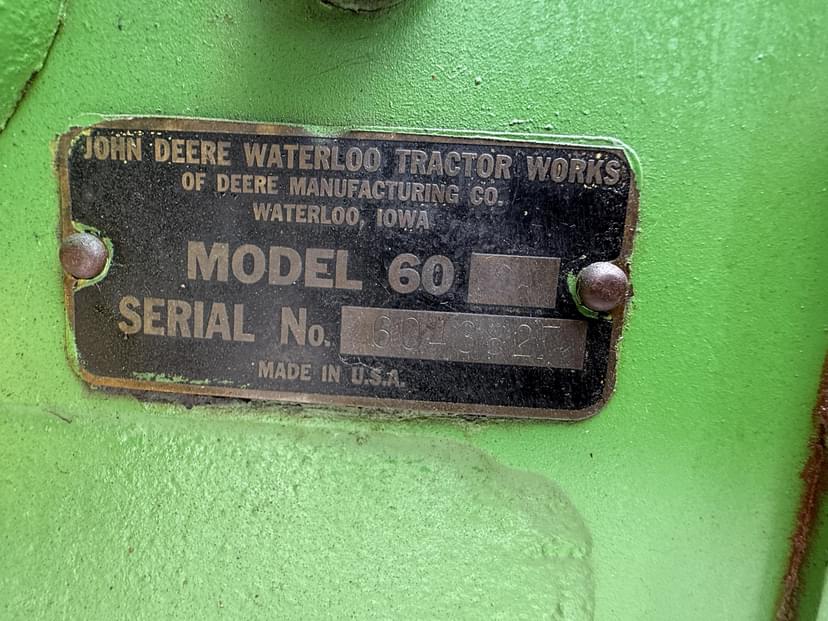 JOHN DEERE WATERLOO TRACTOR WORKS
OF DEERE MANUFACTURING CO.
WATERLOO, IOWA
MODEL 60
SERIAL No.
MADE IN U.S.A.